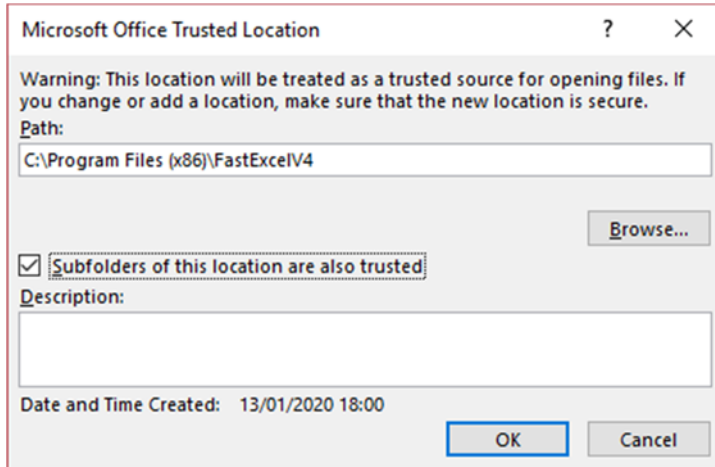 Microsoft Office Trusted Location ?
Warning: This location will be treated as a trusted source for opening files. If
you change or add a location, make sure that the new location is secure.
Path:
C:\Program Files (x86)\FastExcelV4
Browse...
Subfolders of this location are also trusted
Description:
Date and Time Created: 13/01/2020 18:00
OK Cancel